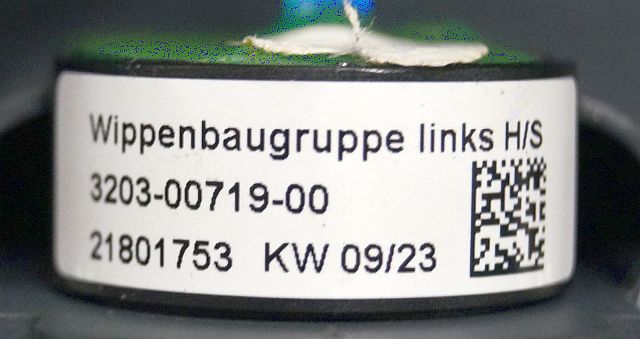 Wippenbaugruppe links H/S
3203-00719-00
21801753 KW 09/23